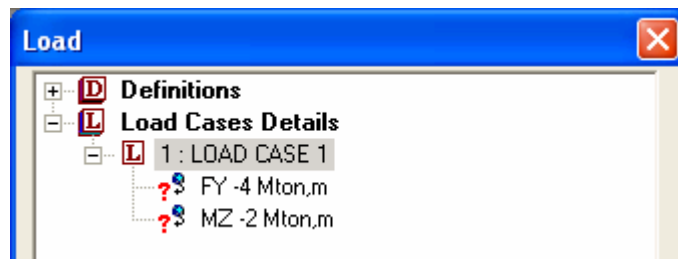 Load
D Definitions
L Load Cases Details
L 1 : LOAD CASE 1
? FY -4 Mton,m
? MZ -2 Mton,m